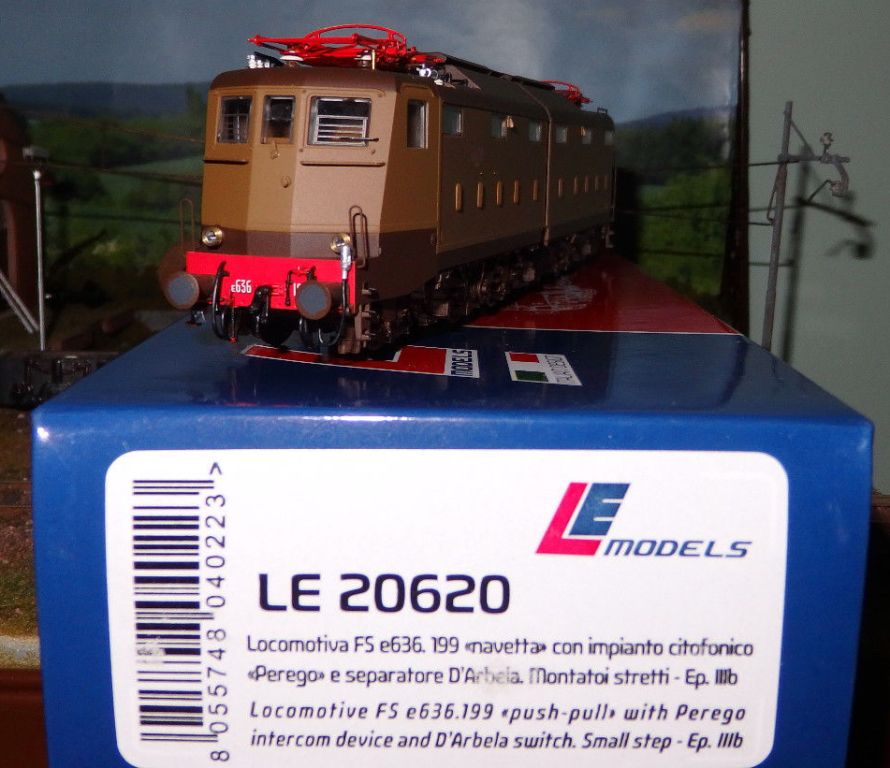 E636
MODELS
LE MODELS
LE 20620
Locomotiva FS e636. 199 «navetta» con impianto citofonico
«Perego» e separatore D'Arbela. Montatoi stretti - Ep. IIIb
Locomotive FS e636.199 «push-pull» with Perego
intercom device and D'Arbela switch. Small step - Ep. IIIb
8 055748 040223 >